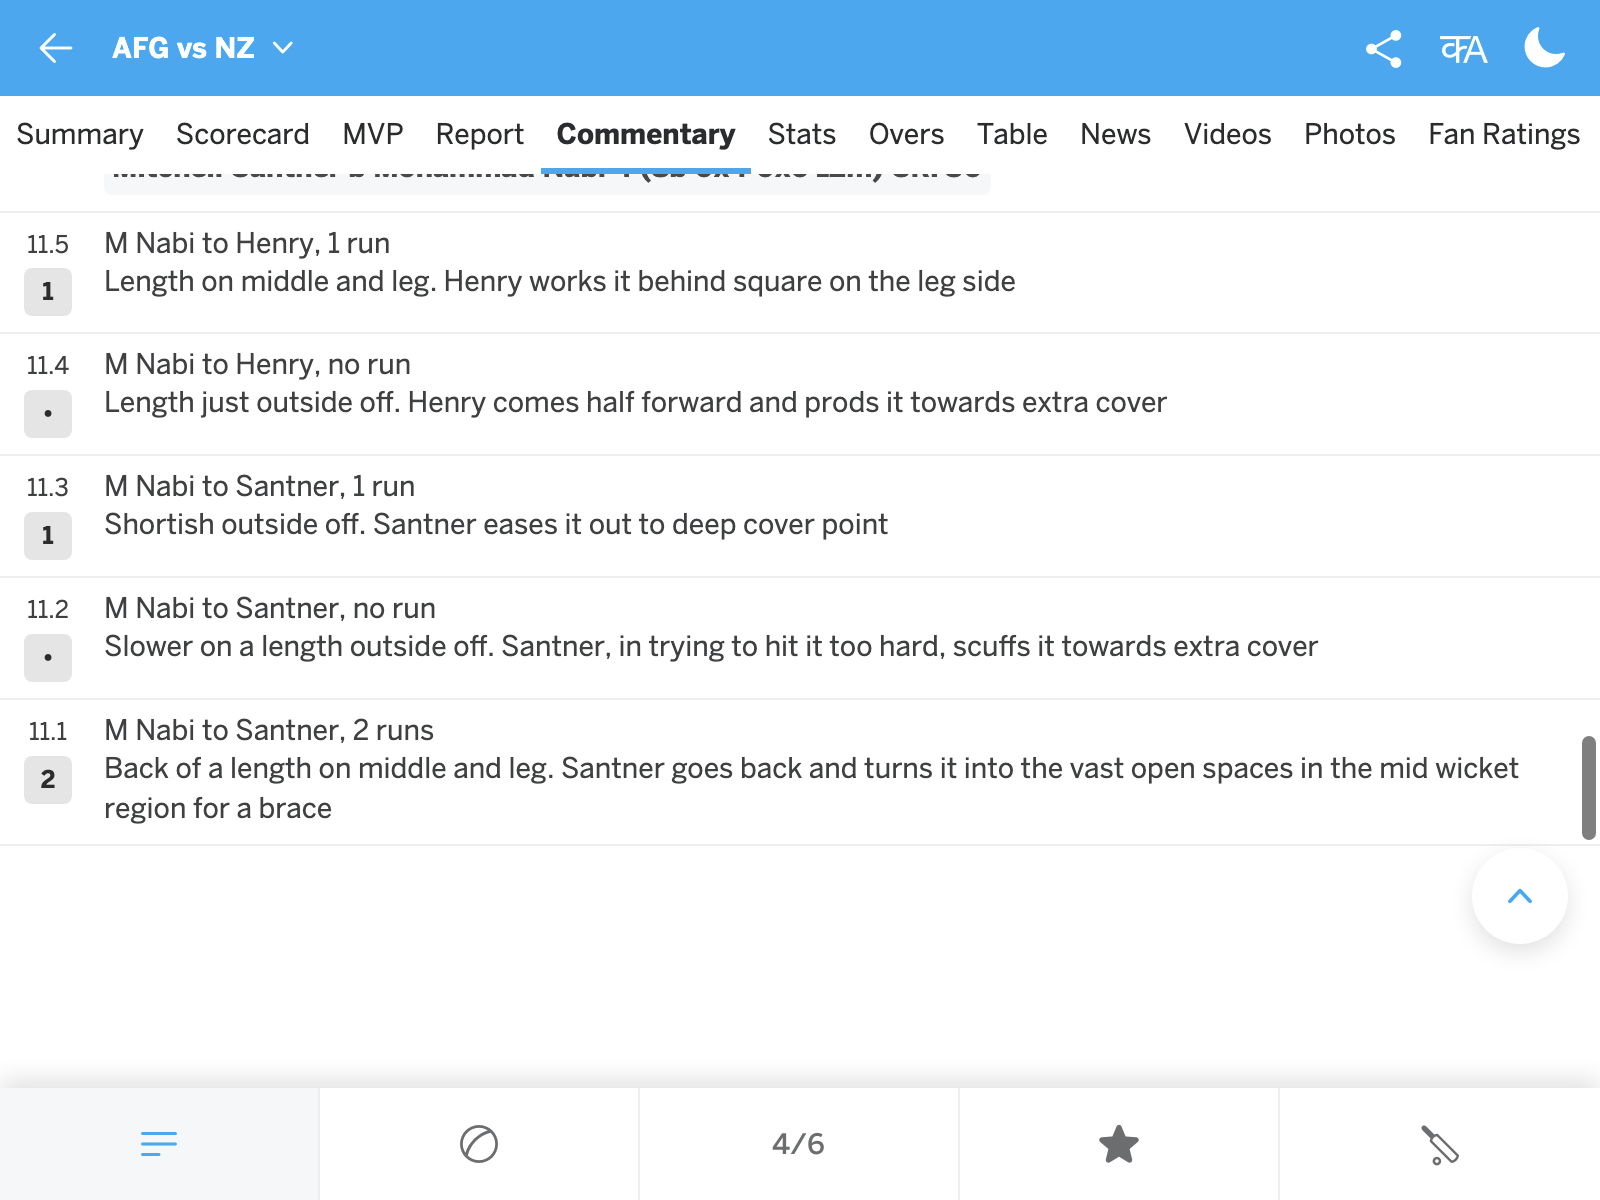 AFG vs NZ
क A
Summary Scorecard MVP Report Commentary Stats Overs Table News Videos Photos Fan Ratings
11.5 M Nabi to Henry, 1 run
1 Length on middle and leg. Henry works it behind square on the leg side
11.4 M Nabi to Henry, no run
• Length just outside off. Henry comes half forward and prods it towards extra cover
11.3 M Nabi to Santner, 1 run
1 Shortish outside off. Santner eases it out to deep cover point
11.2 M Nabi to Santner, no run
• Slower on a length outside off. Santner, in trying to hit it too hard, scuffs it towards extra cover
11.1 M Nabi to Santner, 2 runs
2 Back of a length on middle and leg. Santner goes back and turns it into the vast open spaces in the mid wicket
region for a brace
4/6